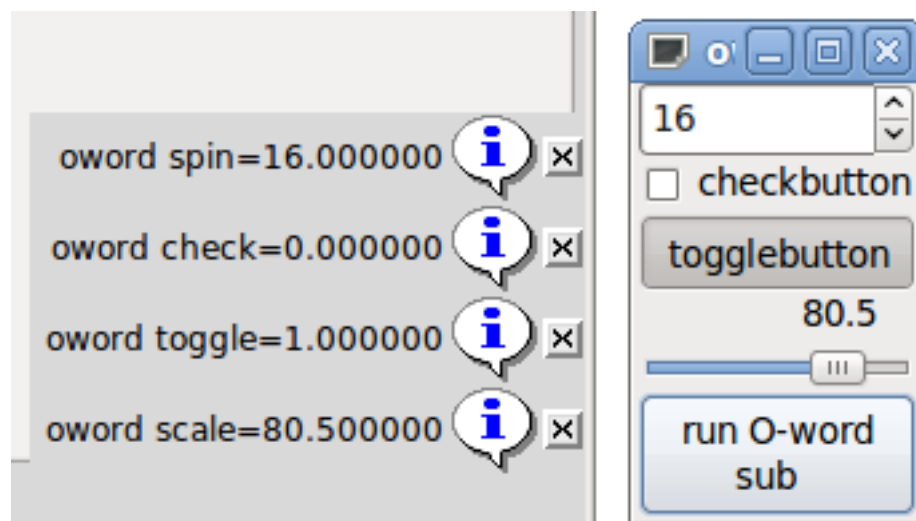 oword spin=16.000000
oword check=0.000000
oword toggle=1.000000
oword scale=80.500000
16
checkbutton
togglebutton
80.5
run O-word
sub